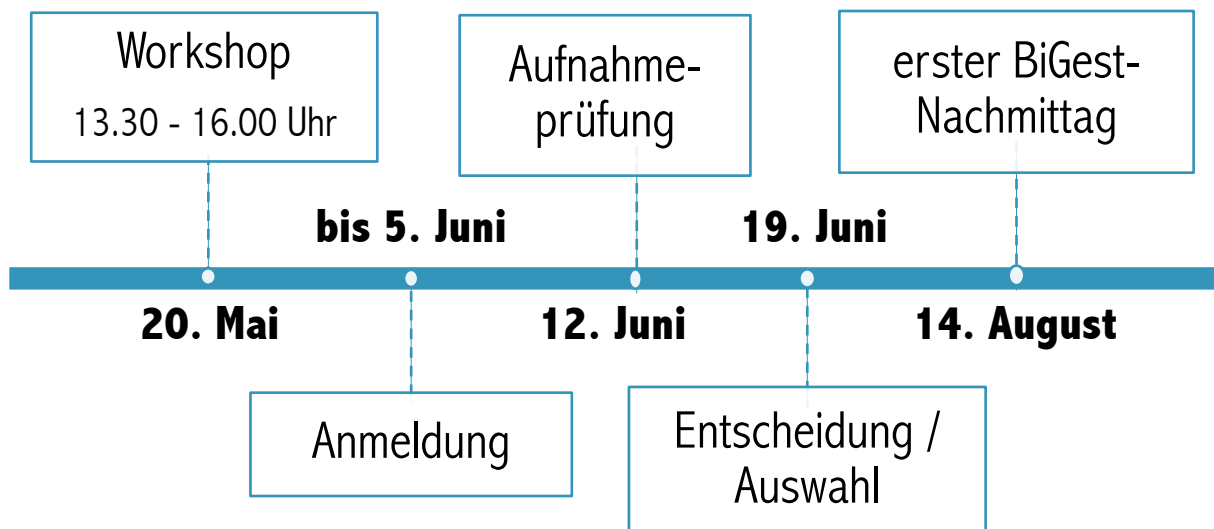 Workshop
13.30 - 16.00 Uhr
Aufnahme-
prüfung
erster BiGest-
Nachmittag
bis 5. Juni
19. Juni
20. Mai
12. Juni
14. August
Anmeldung
Entscheidung /
Auswahl